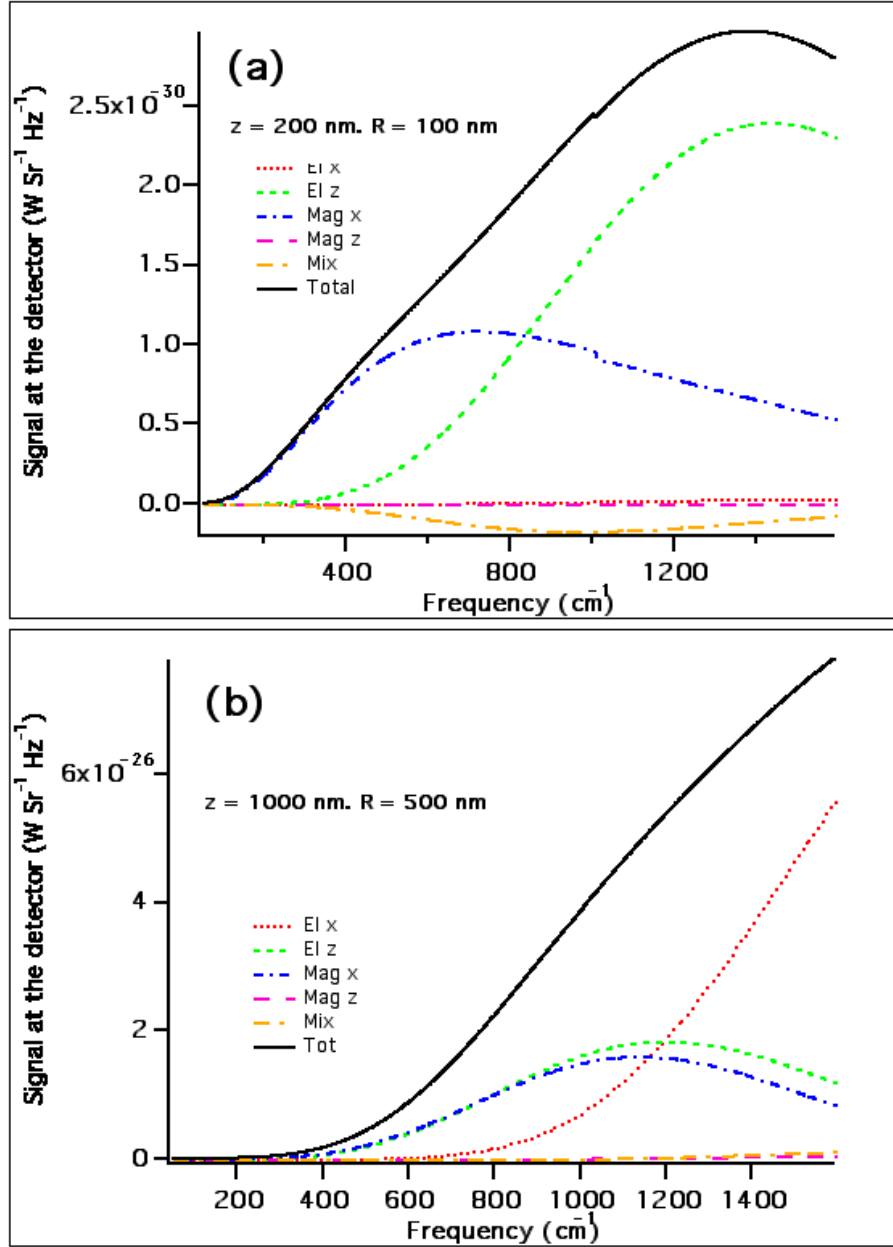 (a)
2.5x10^-30
z = 200 nm. R = 100 nm
El x
El z
Mag x
Mag z
Mix
Total
2.0
1.5
1.0
0.5
0.0
Signal at the detector (W Sr^-1 Hz^-1)
400
800
1200
Frequency (cm^-1)
(b)
6x10^-26
z = 1000 nm. R = 500 nm
El x
El z
Mag x
Mag z
Mix
Tot
4
2
0
Signal at the detector (W Sr^-1 Hz^-1)
200
400
600
800
1000
1200
1400
Frequency (cm^-1)